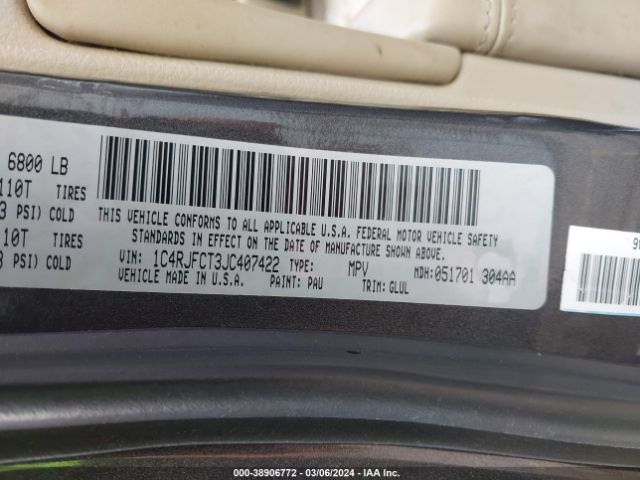 6800 LB
110T TIRES
3 PSI) COLD
10T TIRES
PSI) COLD
THIS VEHICLE CONFORMS TO ALL APPLICABLE U.S.A. FEDERAL MOTOR VEHICLE SAFETY
STANDARDS IN EFFECT ON THE DATE OF MANUFACTURE SHOWN ABOVE.
VIN: 1C4RJFCT3JC407422 TYPE: MPV MDH: 051701 304AA
VEHICLE MADE IN U.S.A. PAINT: PAU TRIM: GLUL
000-38906772 - 03/06/2024 - IAA Inc.